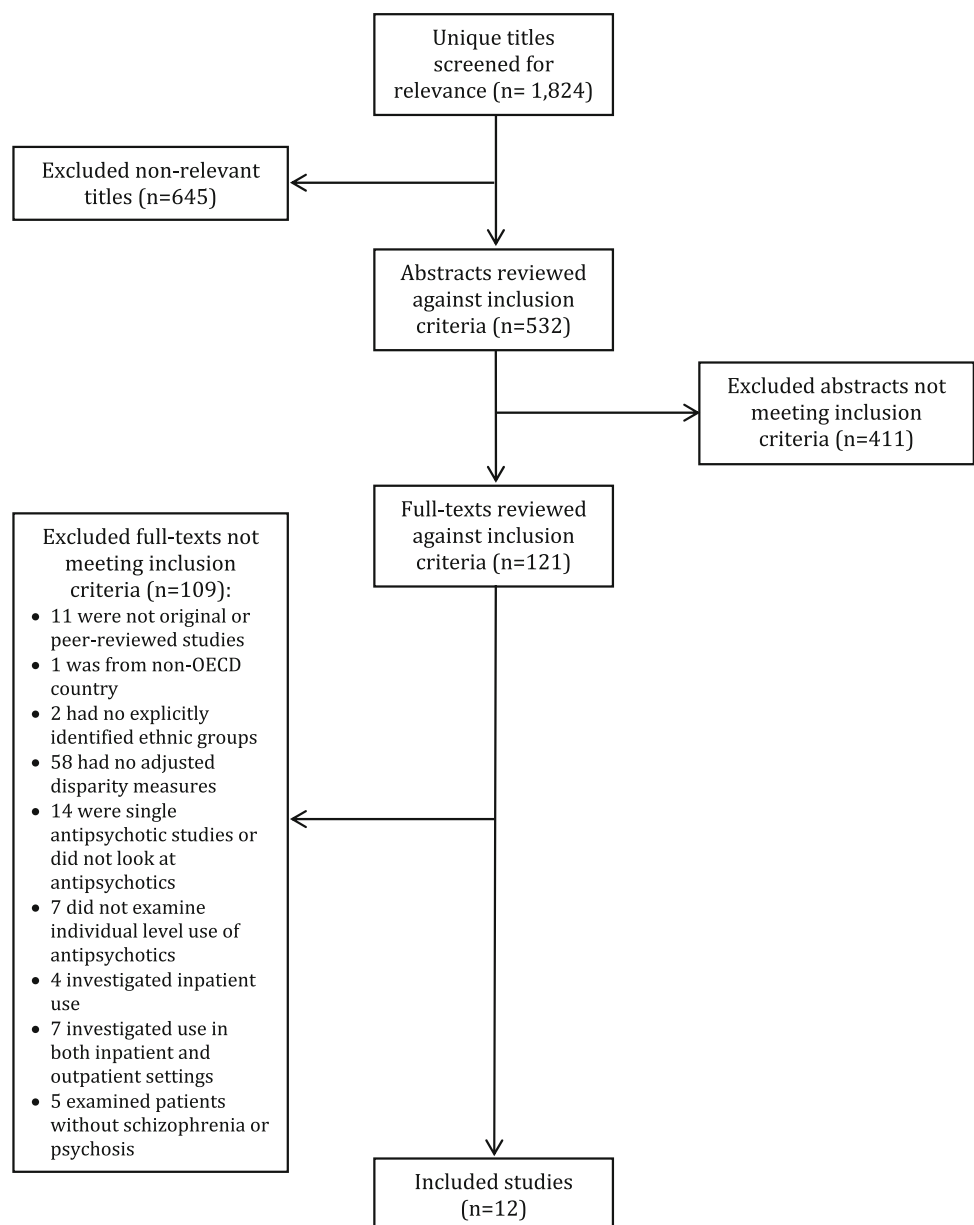 Unique titles
screened for
relevance (n= 1,824)
Excluded non-relevant
titles (n=645)
Abstracts reviewed
against inclusion
criteria (n=532)
Excluded abstracts not
meeting inclusion
criteria (n=411)
Full-texts reviewed
against inclusion
criteria (n=121)
Excluded full-texts not
meeting inclusion
criteria (n=109):
• 11 were not original or
peer-reviewed studies
• 1 was from non-OECD
country
• 2 had no explicitly
identified ethnic groups
• 58 had no adjusted
disparity measures
• 14 were single
antipsychotic studies or
did not look at
antipsychotics
• 7 did not examine
individual level use of
antipsychotics
• 4 investigated inpatient
use
• 7 investigated use in
both inpatient and
outpatient settings
• 5 examined patients
without schizophrenia or
psychosis
Included studies
(n=12)